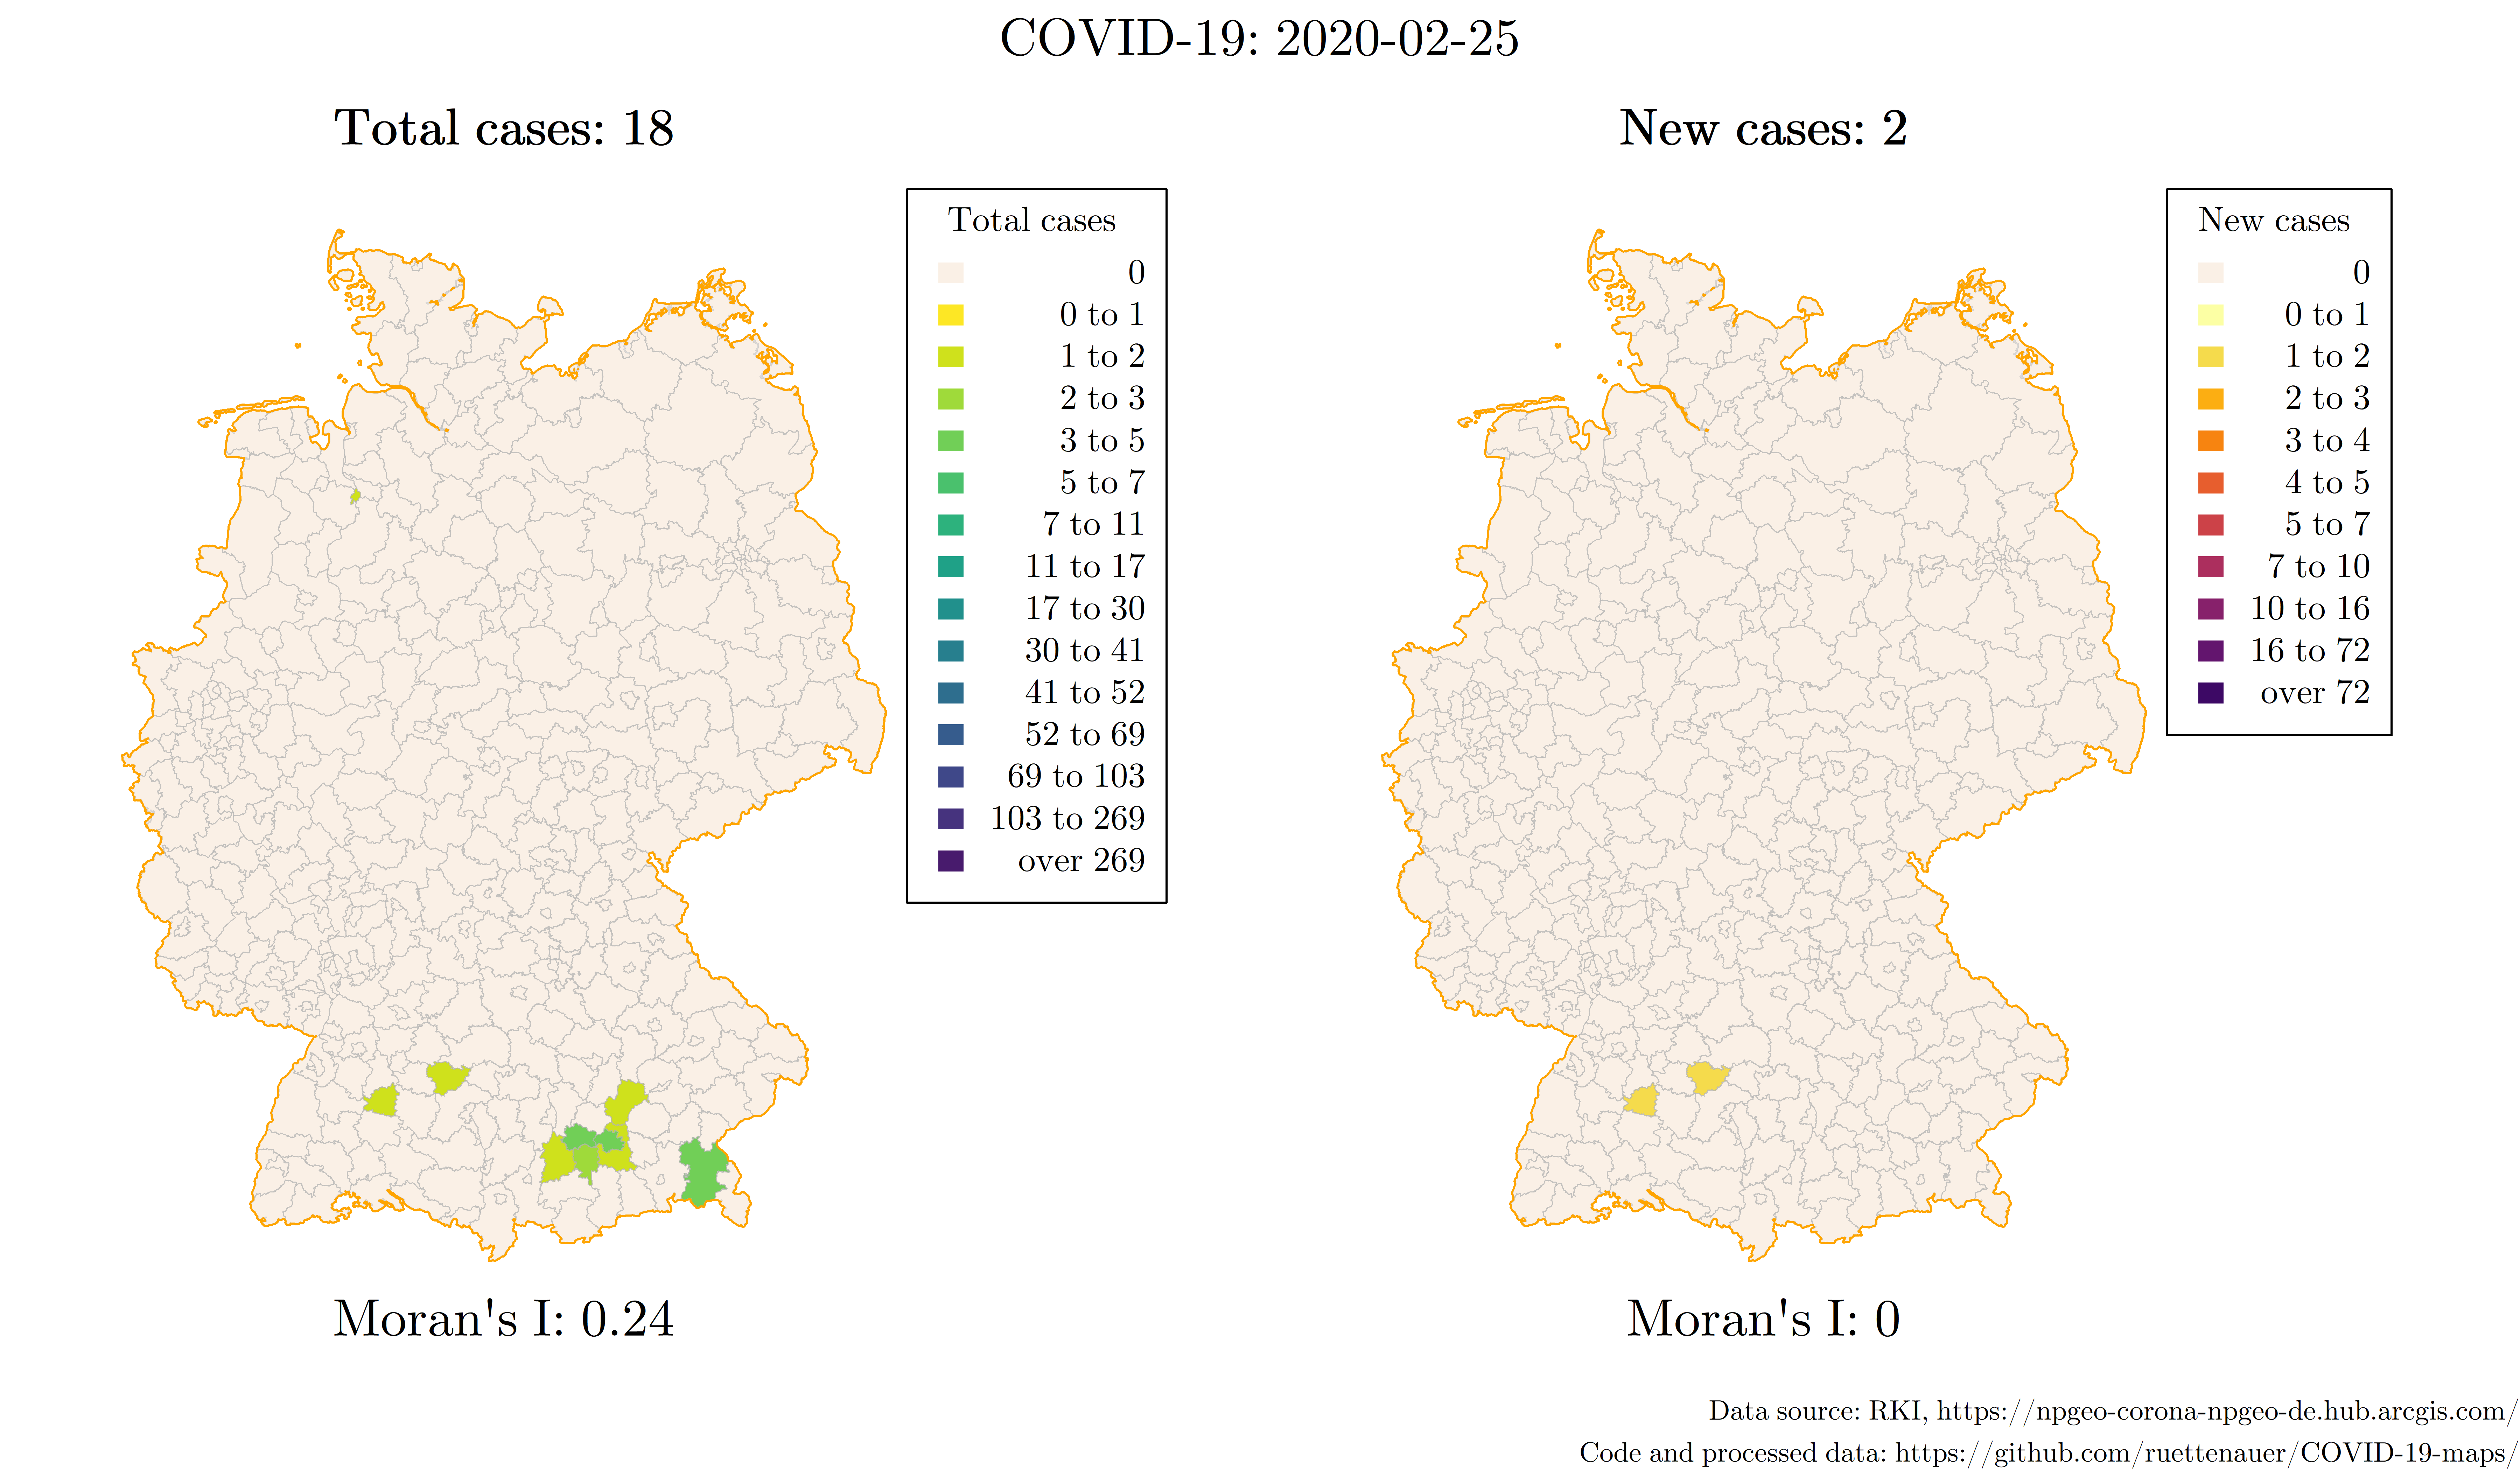 COVID-19: 2020-02-25
Total cases: 18
Total cases
0
0 to 1
1 to 2
2 to 3
3 to 5
5 to 7
7 to 11
11 to 17
17 to 30
30 to 41
41 to 52
52 to 69
69 to 103
103 to 269
over 269
Moran's I: 0.24
New cases: 2
New cases
0
0 to 1
1 to 2
2 to 3
3 to 4
4 to 5
5 to 7
7 to 10
10 to 16
16 to 72
over 72
Moran's I: 0
Data source: RKI, https://npgeo-corona-npgeo-de.hub.arcgis.com/
Code and processed data: https://github.com/ruettenauer/COVID-19-maps/